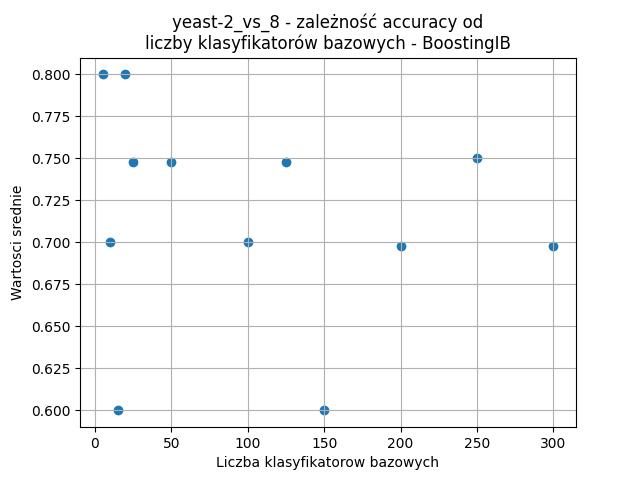 yeast-2_vs_8 - zależność accuracy od
liczby klasyfikatorów bazowych - BoostingIB
0.800
0.775
0.750
0.725
0.700
0.675
0.650
0.625
0.600
Wartosci srednie
0 50 100 150 200 250 300
Liczba klasyfikatorow bazowych